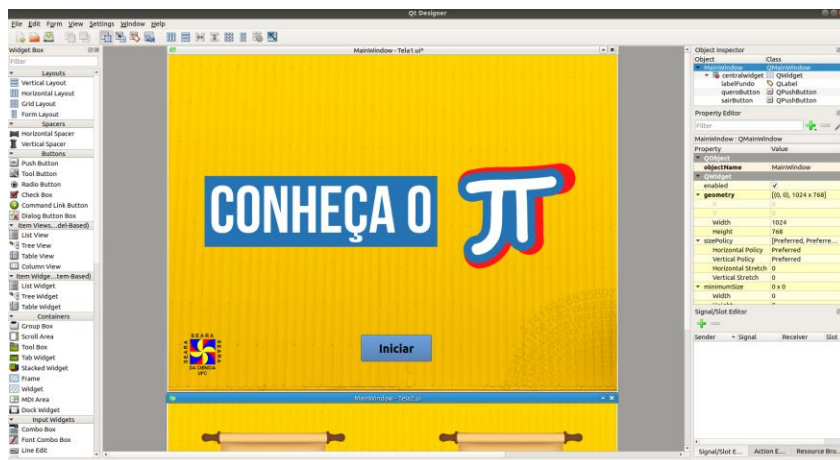 Qt Designer
File Edit Form View Settings Window Help
Widget Box
Filter
Layouts
Vertical Layout
Horizontal Layout
Grid Layout
Form Layout
Spacers
Horizontal Spacer
Vertical Spacer
Buttons
Push Button
Tool Button
Radio Button
Check Box
Command Link Button
Dialog Button Box
Item Views...del-Based)
List View
Tree View
Table View
Column View
Item Widge...tem-Based)
List Widget
Tree Widget
Table Widget
Containers
Group Box
Scroll Area
Tool Box
Tab Widget
Stacked Widget
Frame
Widget
MDI Area
Dock Widget
Input Widgets
Combo Box
Font Combo Box
Line Edit
MainWindow - Tela1.ui*
CONHEÇA O π
SEARA
SEARA
SEARA
DA CIÊNCIA
UFC
Iniciar
MainWindow - Tela2.ui
Object Inspector
Object Class
MainWindow QMainWindow
centralwidget QWidget
labelFundo QLabel
queroButton QPushButton
sairButton QPushButton
Property Editor
Filter
MainWindow : QMainWindow
Property Value
QObject
objectName MainWindow
QWidget
enabled
geometry [(0, 0), 1024 x 768]
X 0
Y 0
Width 1024
Height 768
sizePolicy [Preferred, Preferre...
Horizontal Policy Preferred
Vertical Policy Preferred
Horizontal Stretch 0
Vertical Stretch 0
minimumSize 0 x 0
Width 0
Signal/Slot Editor
Sender Signal Receiver Slot
Signal/Slot E... Action E... Resource Bro...